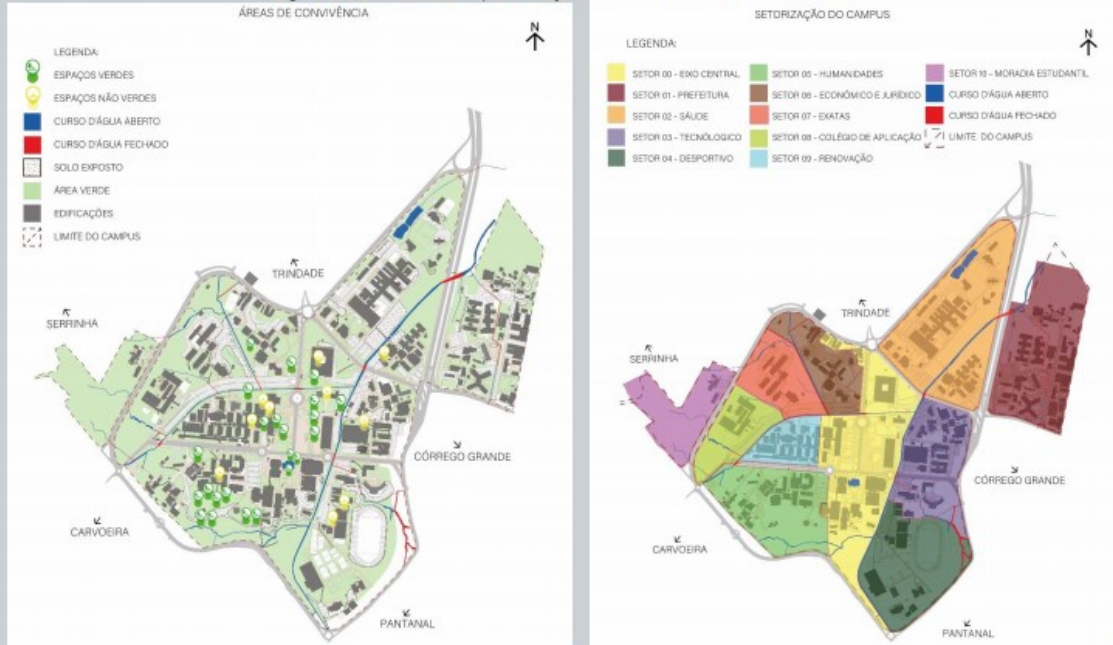 ÁREAS DE CONVIVÊNCIA
N
LEGENDA:
ESPAÇOS VERDES
ESPAÇOS NÃO VERDES
CURSO D'ÁGUA ABERTO
CURSO D'ÁGUA FECHADO
SOLO EXPOSTO
ÁREA VERDE
EDIFICAÇÕES
LIMITE DO CAMPUS
TRINDADE
SERRINHA
CÓRREGO GRANDE
CARVOEIRA
PANTANAL
SETORIZAÇÃO DO CAMPUS
N
LEGENDA:
SETOR 00 - EIXO CENTRAL
SETOR 01 - PREFEITURA
SETOR 02 - SAÚDE
SETOR 03 - TECNOLÓGICO
SETOR 04 - DESPORTIVO
SETOR 05 - HUMANIDADES
SETOR 06 - ECONÔMICO E JURÍDICO
SETOR 07 - EXATAS
SETOR 08 - COLÉGIO DE APLICAÇÃO
SETOR 09 - RENOVAÇÃO
SETOR 10 - MORADIA ESTUDANTIL
CURSO D'ÁGUA ABERTO
CURSO D'ÁGUA FECHADO
LIMITE DO CAMPUS
TRINDADE
SERRINHA
CÓRREGO GRANDE
CARVOEIRA
PANTANAL